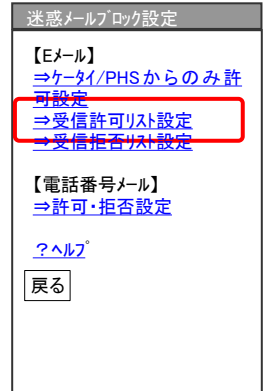 迷惑ﾒｰﾙﾌﾞﾛｯｸ設定
【Eﾒｰﾙ】
⇒ｹｰﾀｲ/PHSからのみ許
可設定
⇒受信許可ﾘｽﾄ設定
⇒受信拒否ﾘｽﾄ設定
【電話番号ﾒｰﾙ】
⇒許可・拒否設定
？ﾍﾙﾌﾟ
戻る